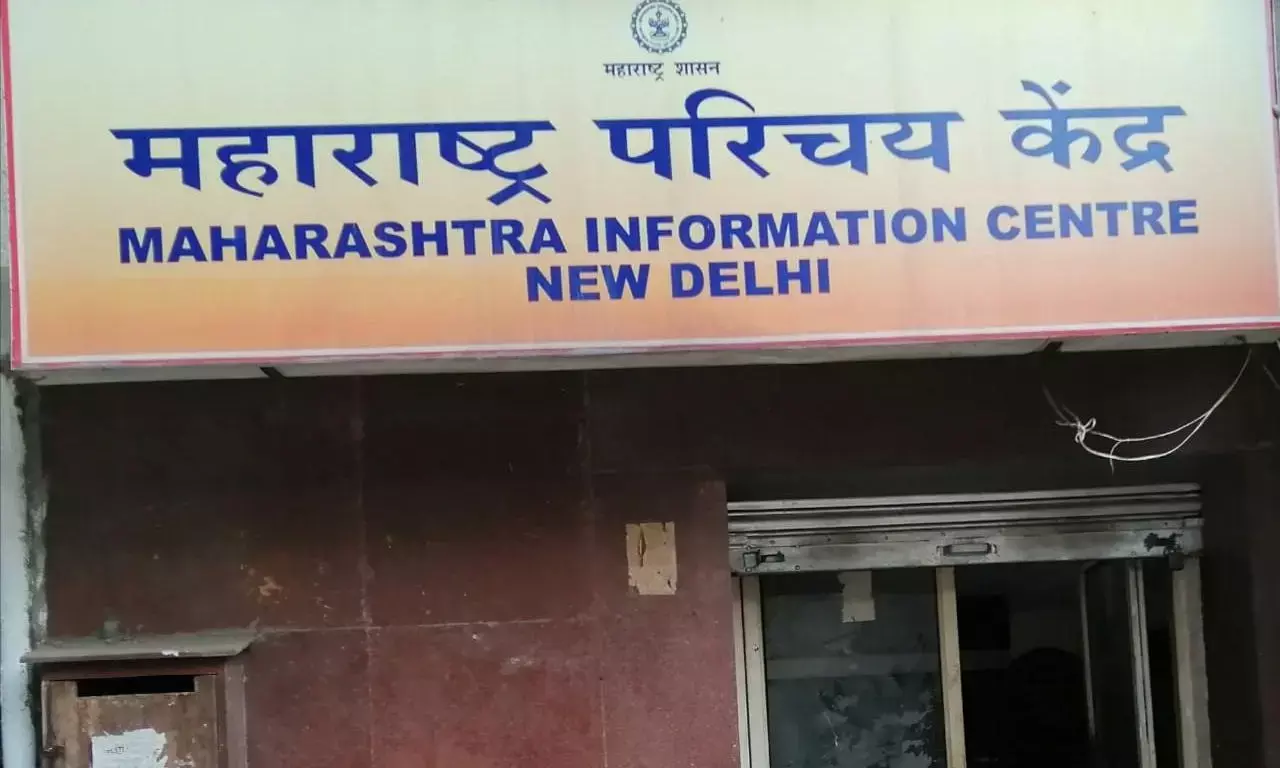 महाराष्ट्र शासन
महाराष्ट्र परिचय केंद्र
MAHARASHTRA INFORMATION CENTRE
NEW DELHI